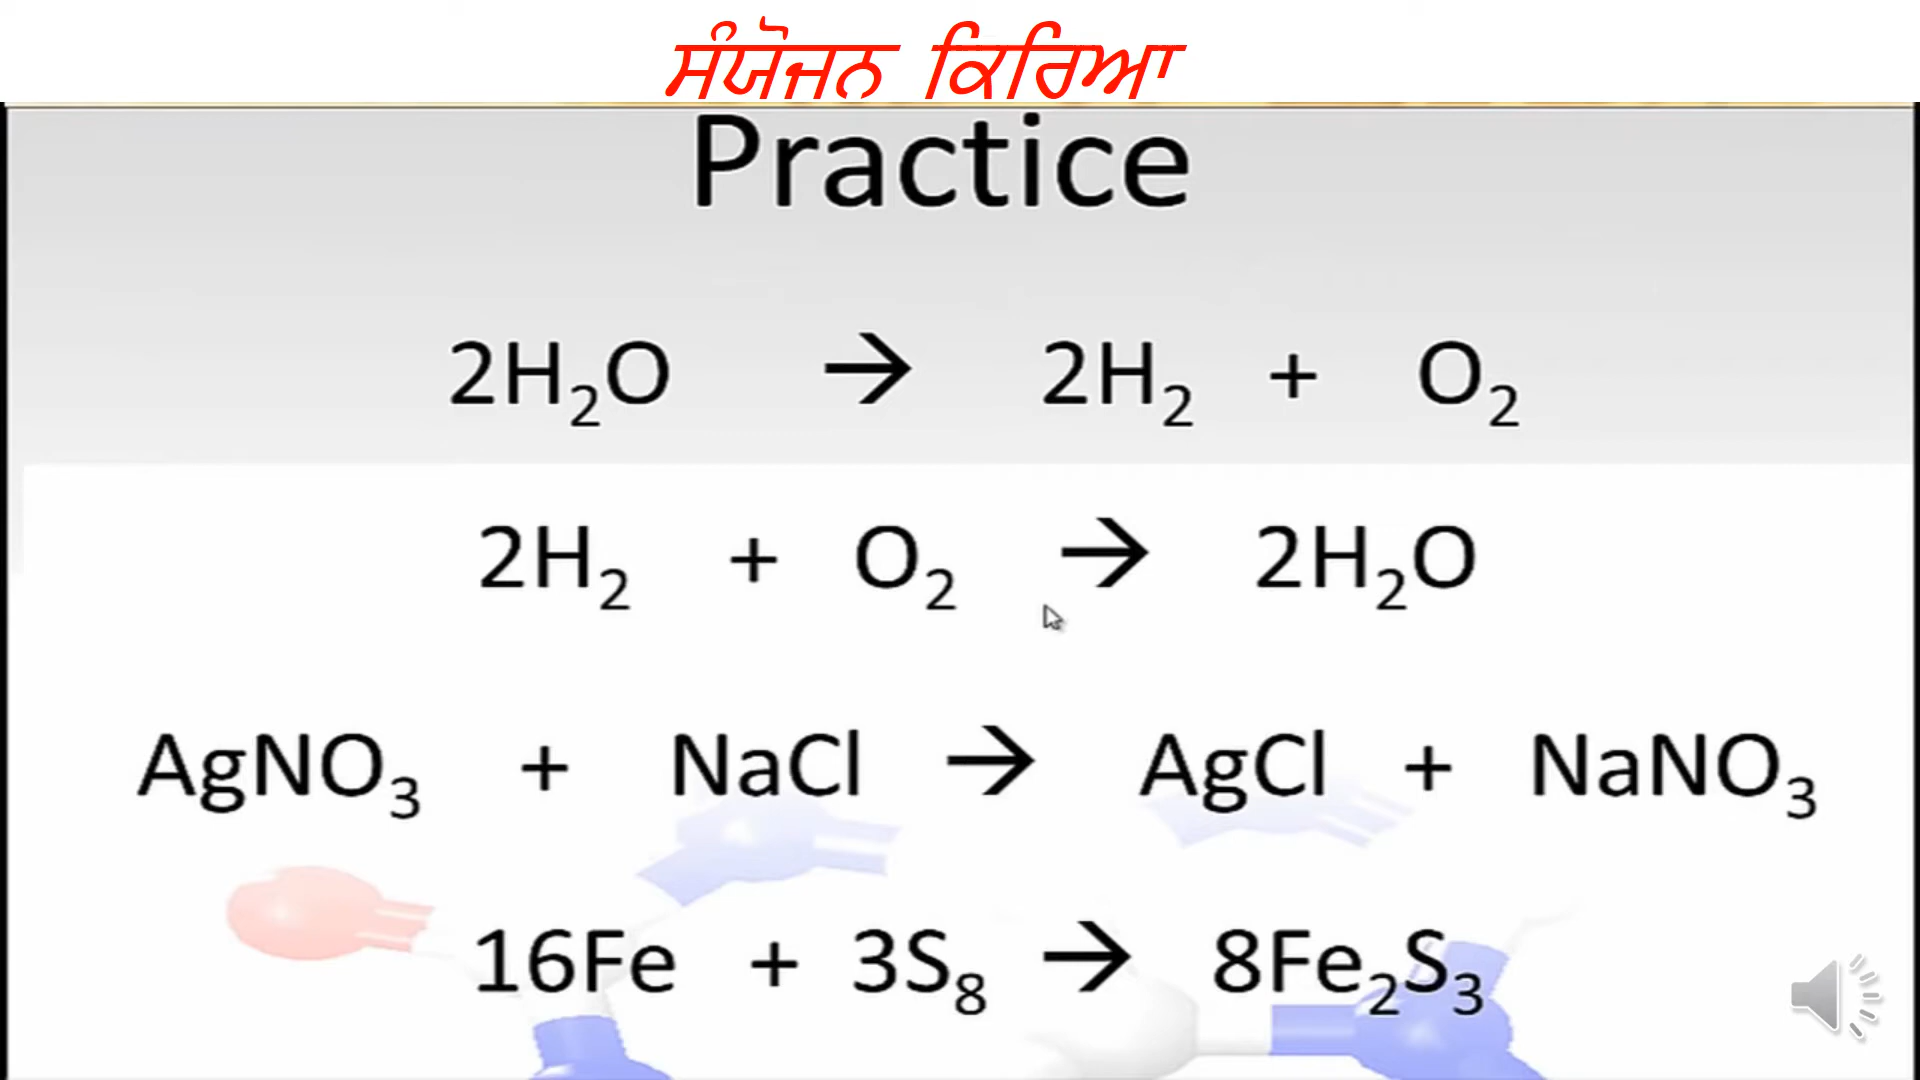 ਸੰਯੋਜਨ ਕਿਰਿਆ
Practice
2H₂O → 2H₂ + O₂
2H₂ + O₂ → 2H₂O
AgNO₃ + NaCl → AgCl + NaNO₃
16Fe + 3S₈ → 8Fe₂S₃